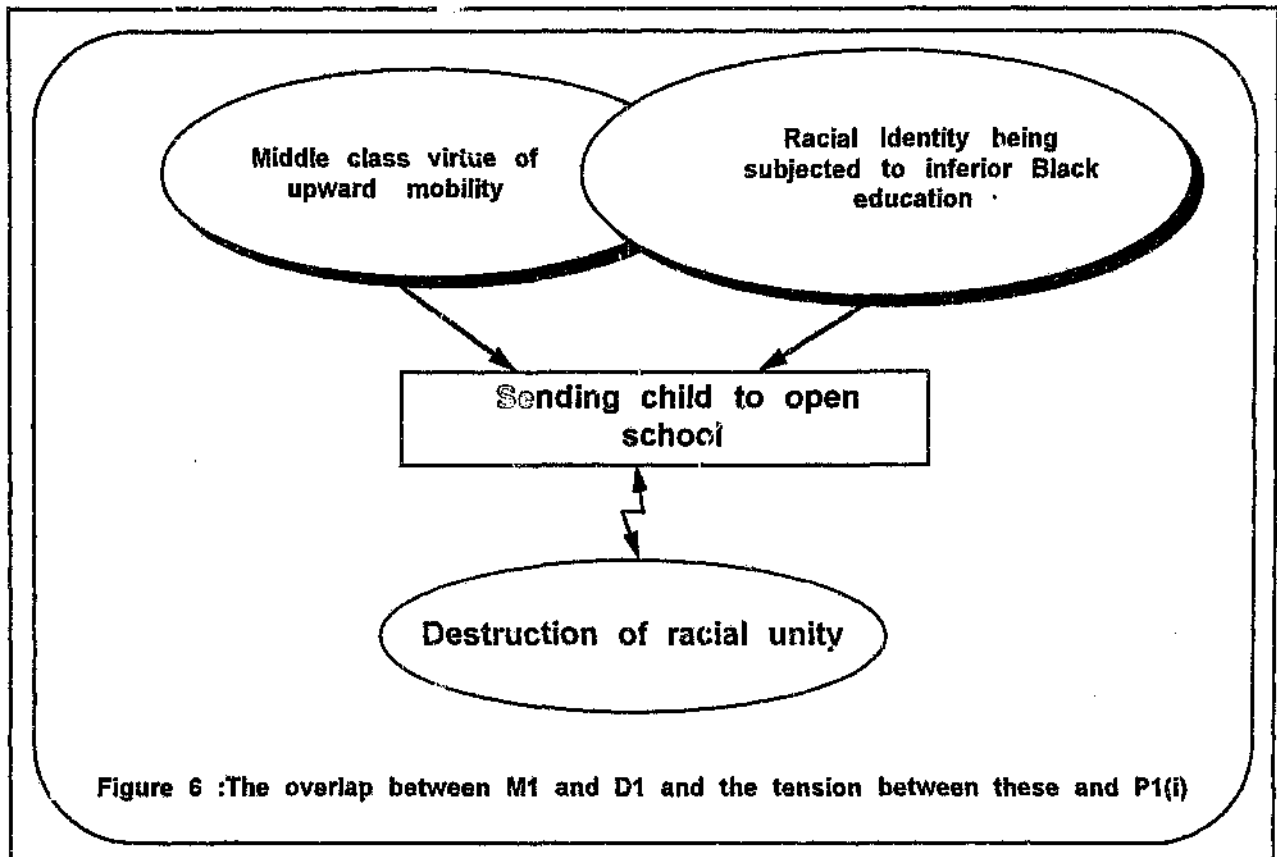 Middle class virtue of
upward mobility
Racial Identity being
subjected to inferior Black
education
Sending child to open
school
Destruction of racial unity
Figure 6 :The overlap between M1 and D1 and the tension between these and P1(i)